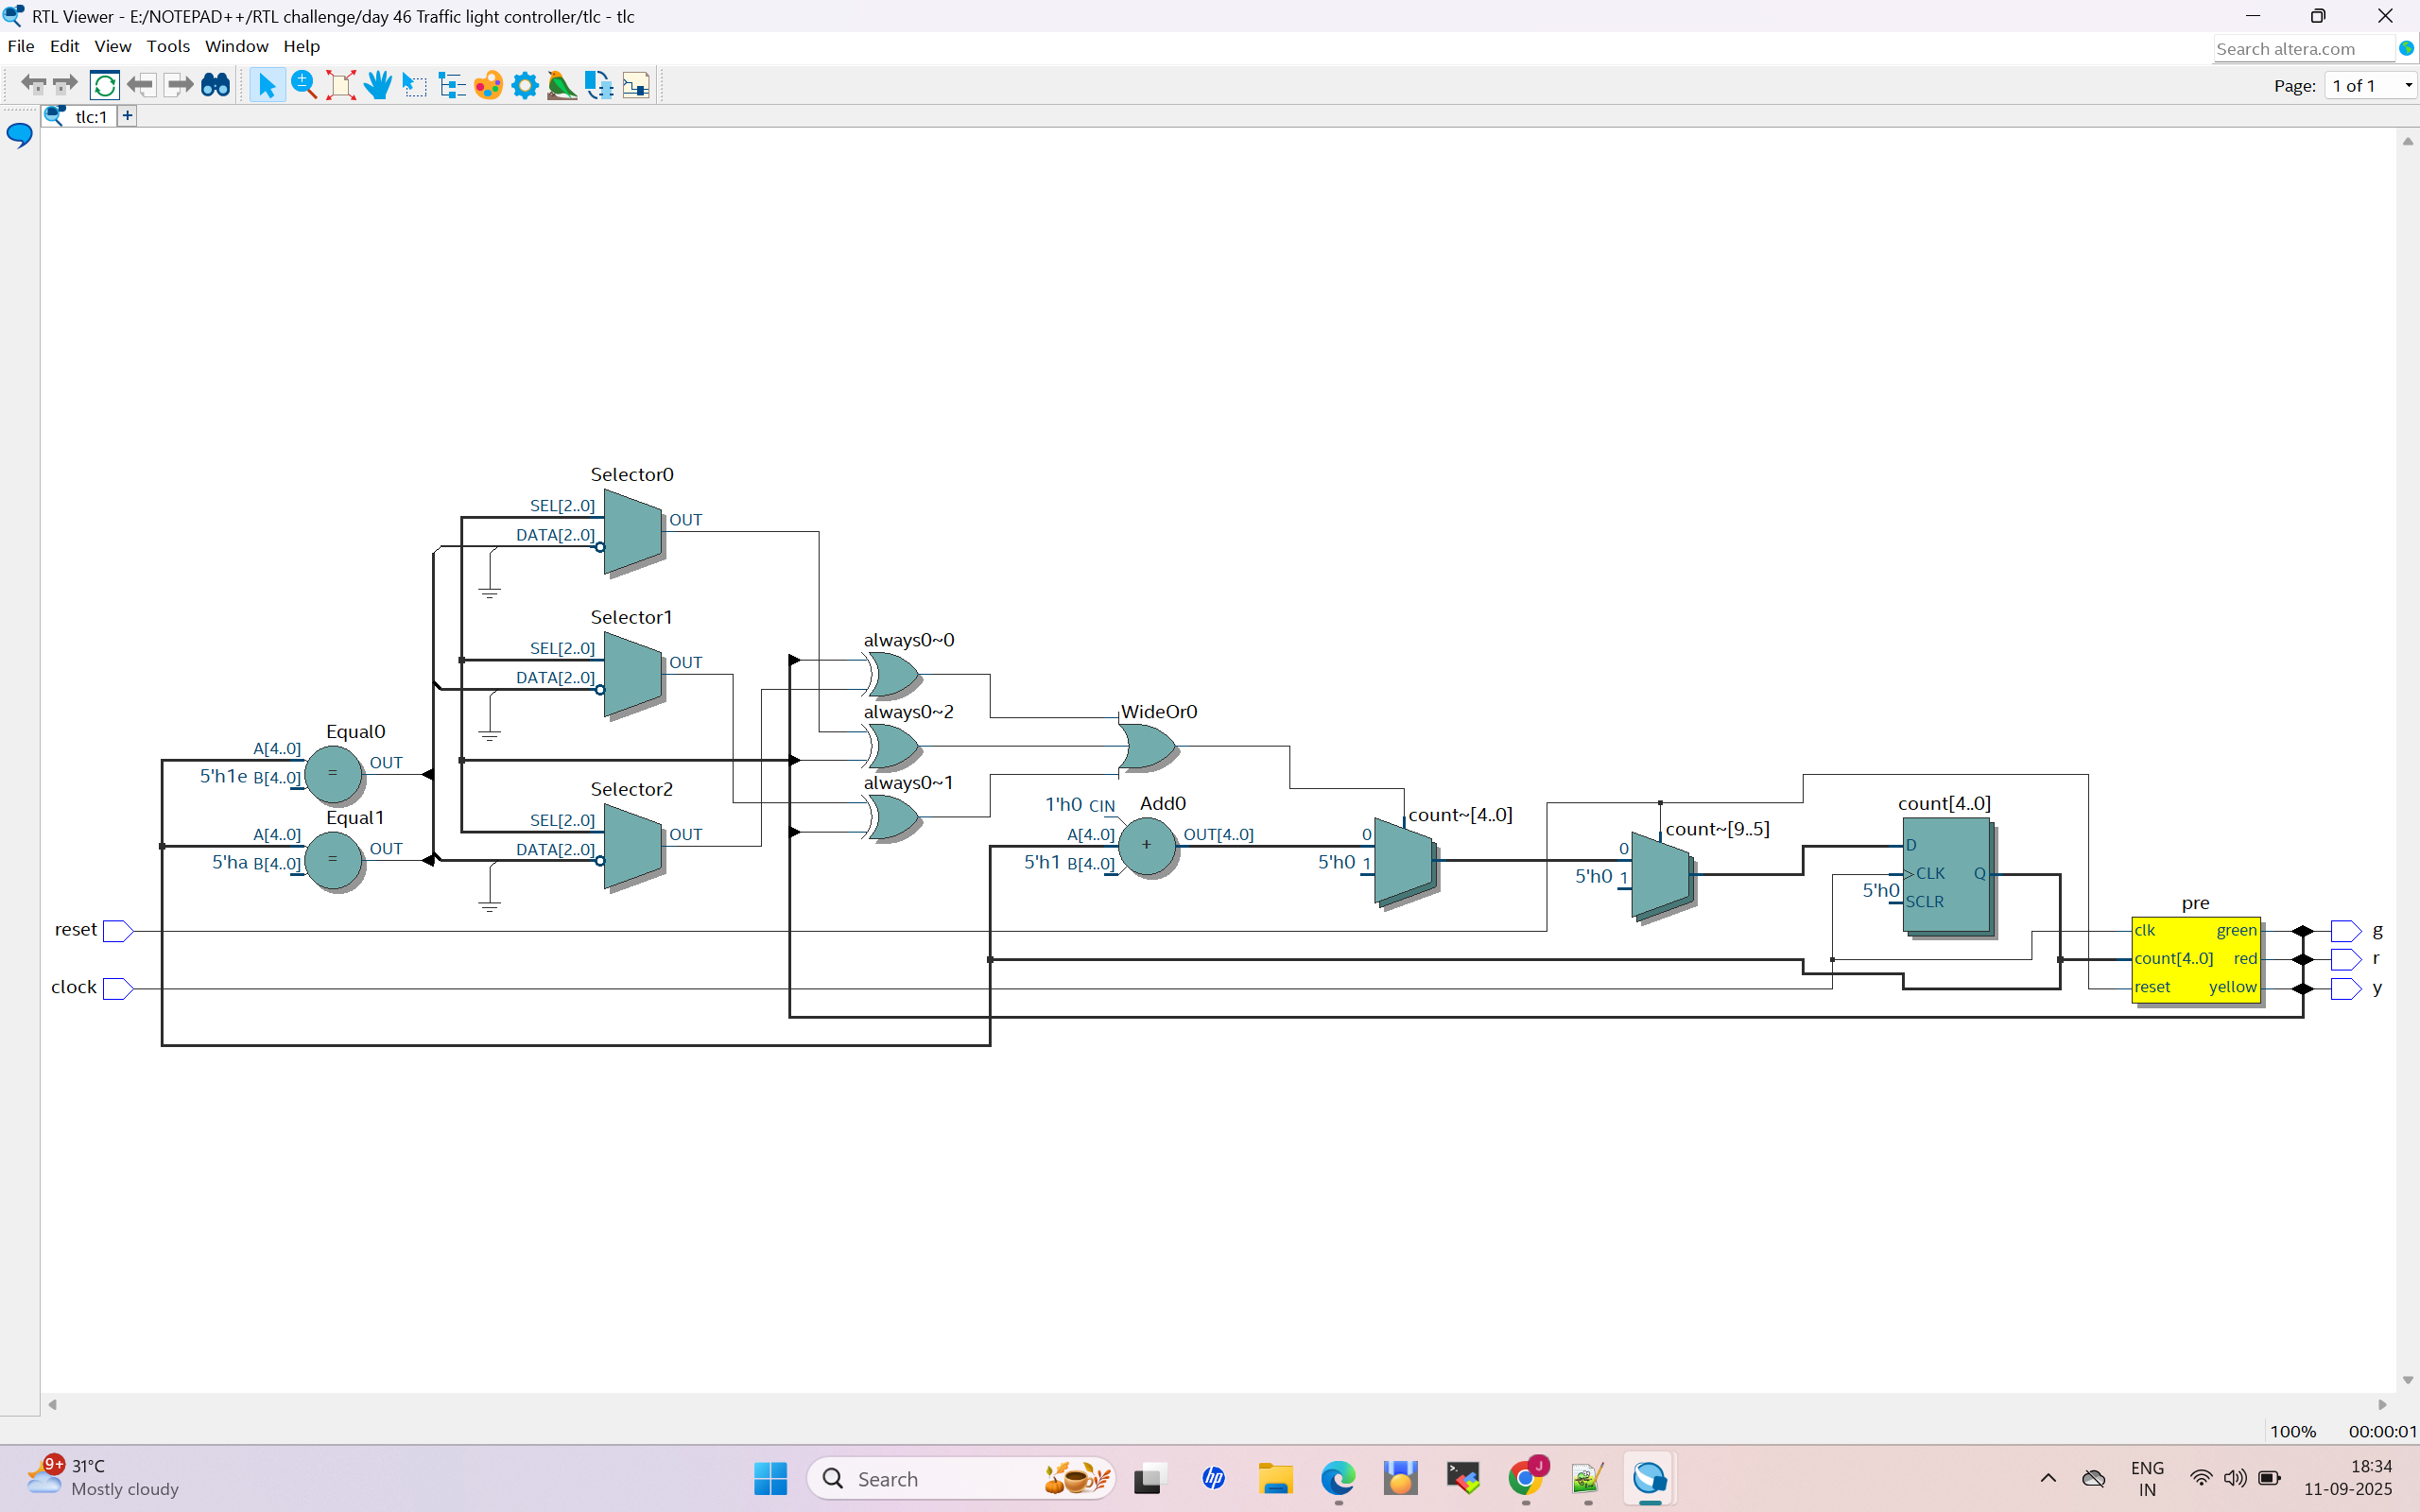 RTL Viewer - E:/NOTEPAD++/RTL challenge/day 46 Traffic light controller/tlc - tlc
File Edit View Tools Window Help
Search altera.com
Page: 1 of 1
tlc:1 +
Selector0
SEL[2..0]
DATA[2..0]
OUT
Selector1
SEL[2..0]
DATA[2..0]
OUT
always0~0
always0~2
always0~1
WideOr0
Equal0
A[4..0]
5'h1e B[4..0]
=
OUT
Equal1
A[4..0]
5'ha B[4..0]
=
OUT
Selector2
SEL[2..0]
DATA[2..0]
OUT
1'h0 CIN
Add0
A[4..0]
5'h1 B[4..0]
+
OUT[4..0]
count~[4..0]
0
5'h0 1
count~[9..5]
0
5'h0 1
count[4..0]
D
CLK
Q
5'h0
SCLR
pre
clk green
count[4..0] red
reset yellow
g
r
y
reset
clock
100% 00:00:01
9+
31°C
Mostly cloudy
Search
hp
J
ENG
IN
18:34
11-09-2025